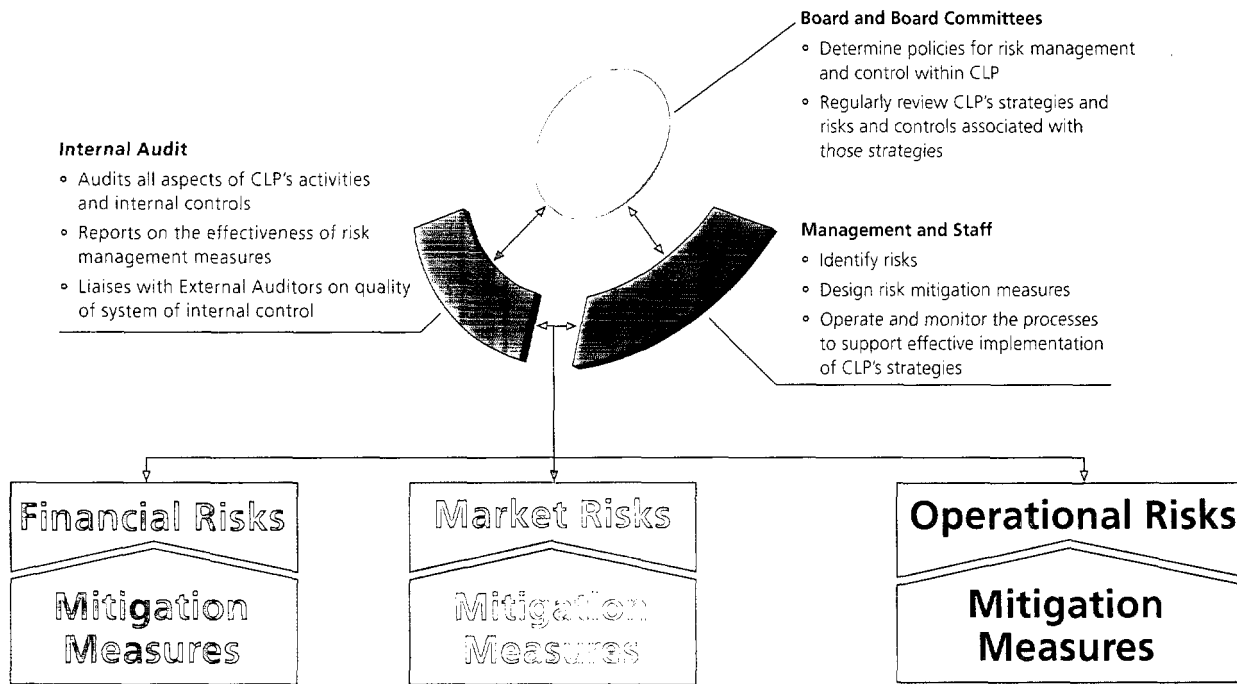 Board and Board Committees
° Determine policies for risk management
and control within CLP
° Regularly review CLP's strategies and
risks and controls associated with
those strategies
Internal Audit
° Audits all aspects of CLP's activities
and internal controls
° Reports on the effectiveness of risk
management measures
° Liaises with External Auditors on quality
of system of internal control
Management and Staff
° Identify risks
° Design risk mitigation measures
° Operate and monitor the processes
to support effective implementation
of CLP's strategies
Financial Risks
Mitigation
Measures
Market Risks
Mitigation
Measures
Operational Risks
Mitigation
Measures